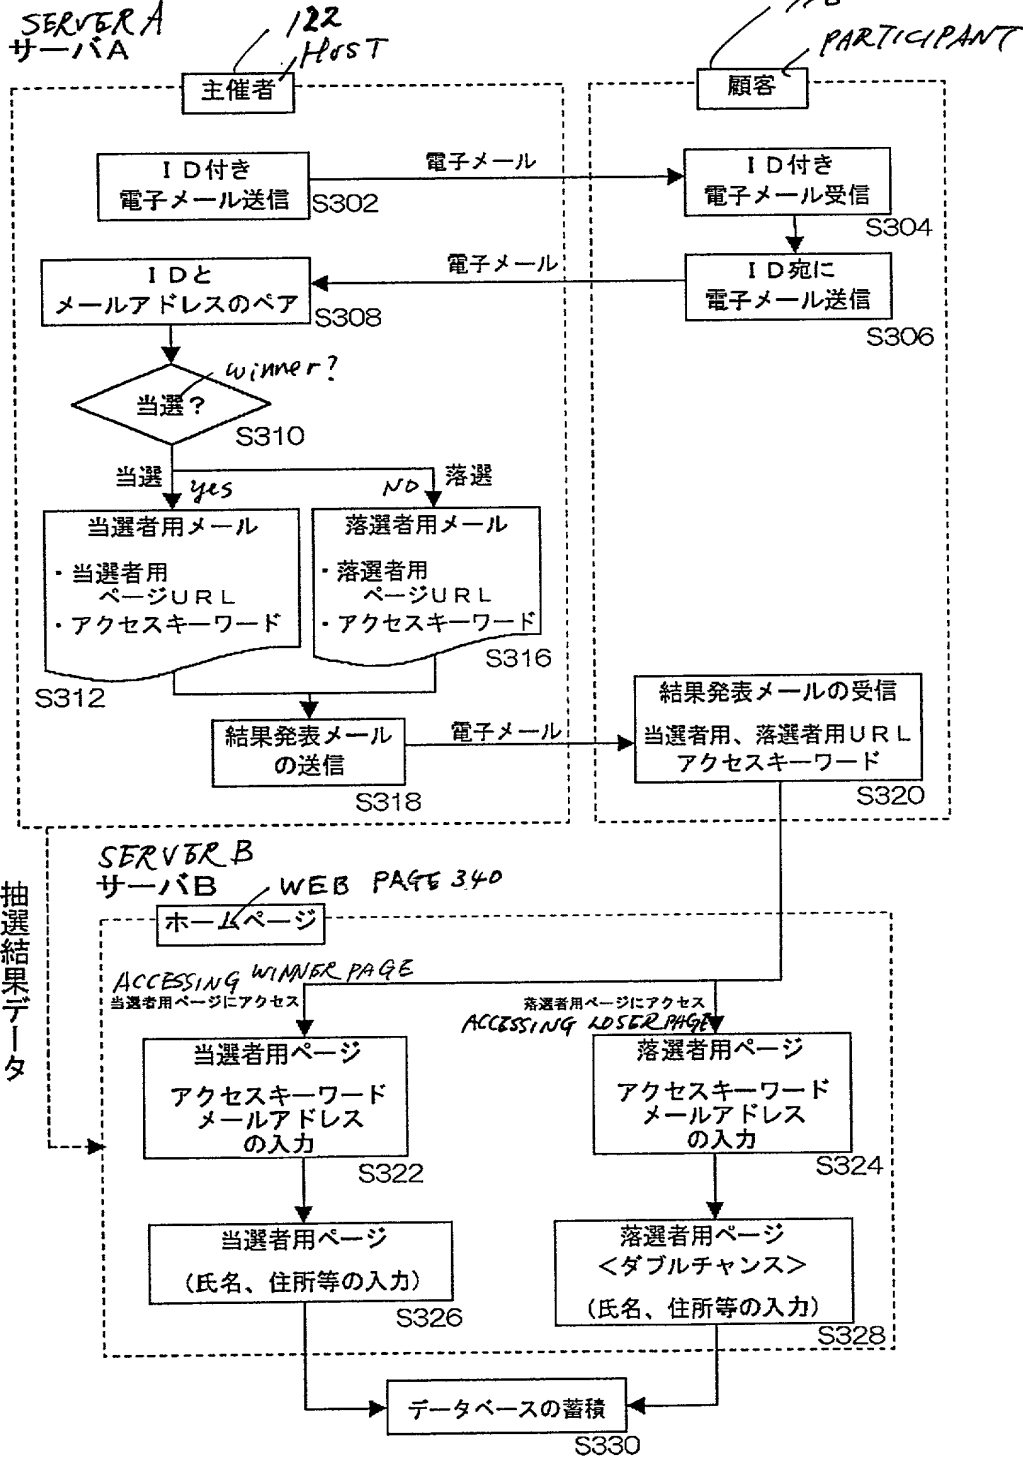 SERVER A
サーバA
122
HOST
主催者
PARTICIPANT
顧客
ＩＤ付き
電子メール送信
S302
電子メール
ＩＤ付き
電子メール受信
S304
ＩＤと
メールアドレスのペア
S308
電子メール
ＩＤ宛に
電子メール送信
S306
winner?
当選？
S310
当選
yes
NO
落選
当選者用メール
・当選者用
ページＵＲＬ
・アクセスキーワード
S312
落選者用メール
・落選者用
ページＵＲＬ
・アクセスキーワード
S316
結果発表メール
の送信
S318
電子メール
結果発表メールの受信
当選者用、落選者用ＵＲＬ
アクセスキーワード
S320
抽選結果データ
SERVER B
サーバB
WEB PAGE 340
ホームページ
ACCESSING WINNER PAGE
当選者用ページにアクセス
落選者用ページにアクセス
ACCESSING LOSER PAGE
当選者用ページ
アクセスキーワード
メールアドレス
の入力
S322
落選者用ページ
アクセスキーワード
メールアドレス
の入力
S324
当選者用ページ
（氏名、住所等の入力）
S326
落選者用ページ
＜ダブルチャンス＞
（氏名、住所等の入力）
S328
データベースの蓄積
S330